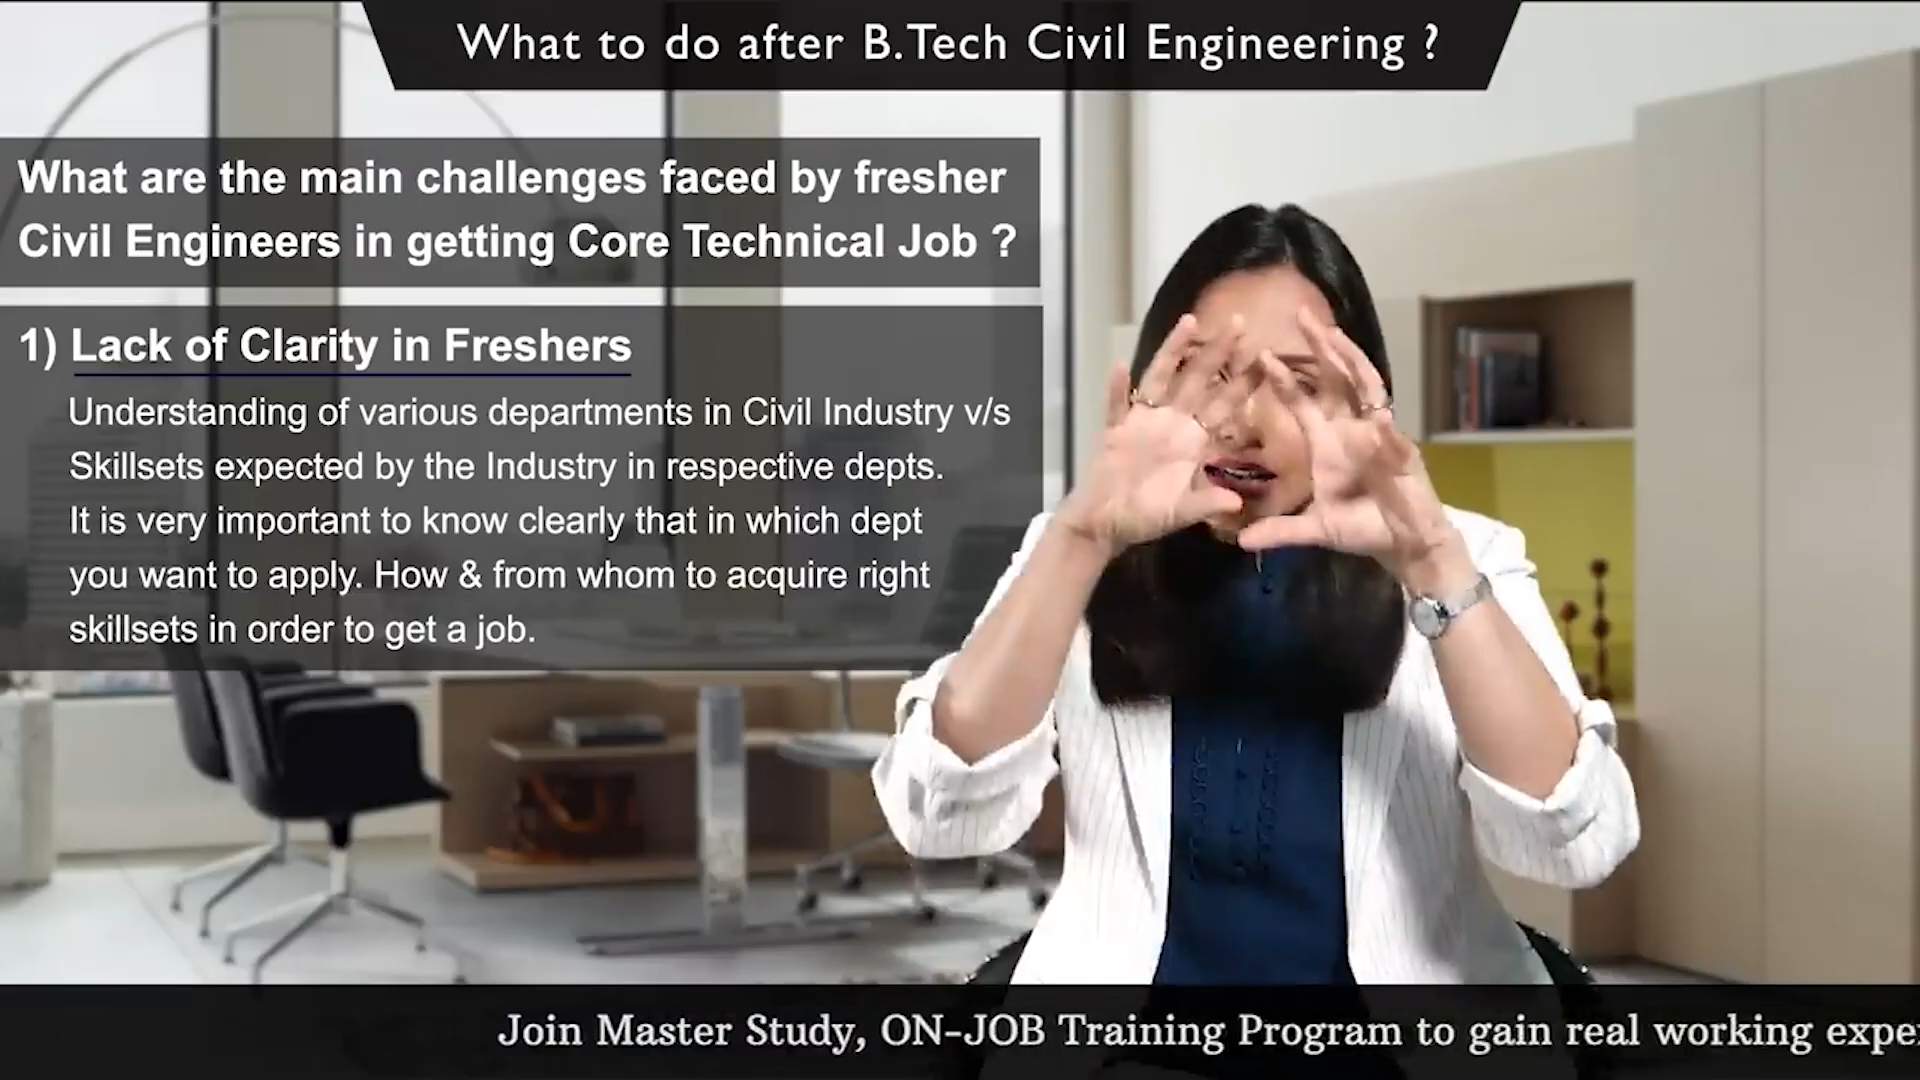 What to do after B.Tech Civil Engineering ?
What are the main challenges faced by fresher
Civil Engineers in getting Core Technical Job ?
1) Lack of Clarity in Freshers
Understanding of various departments in Civil Industry v/s
Skillsets expected by the Industry in respective depts.
It is very important to know clearly that in which dept
you want to apply. How & from whom to acquire right
skillsets in order to get a job.
Join Master Study, ON-JOB Training Program to gain real working expe